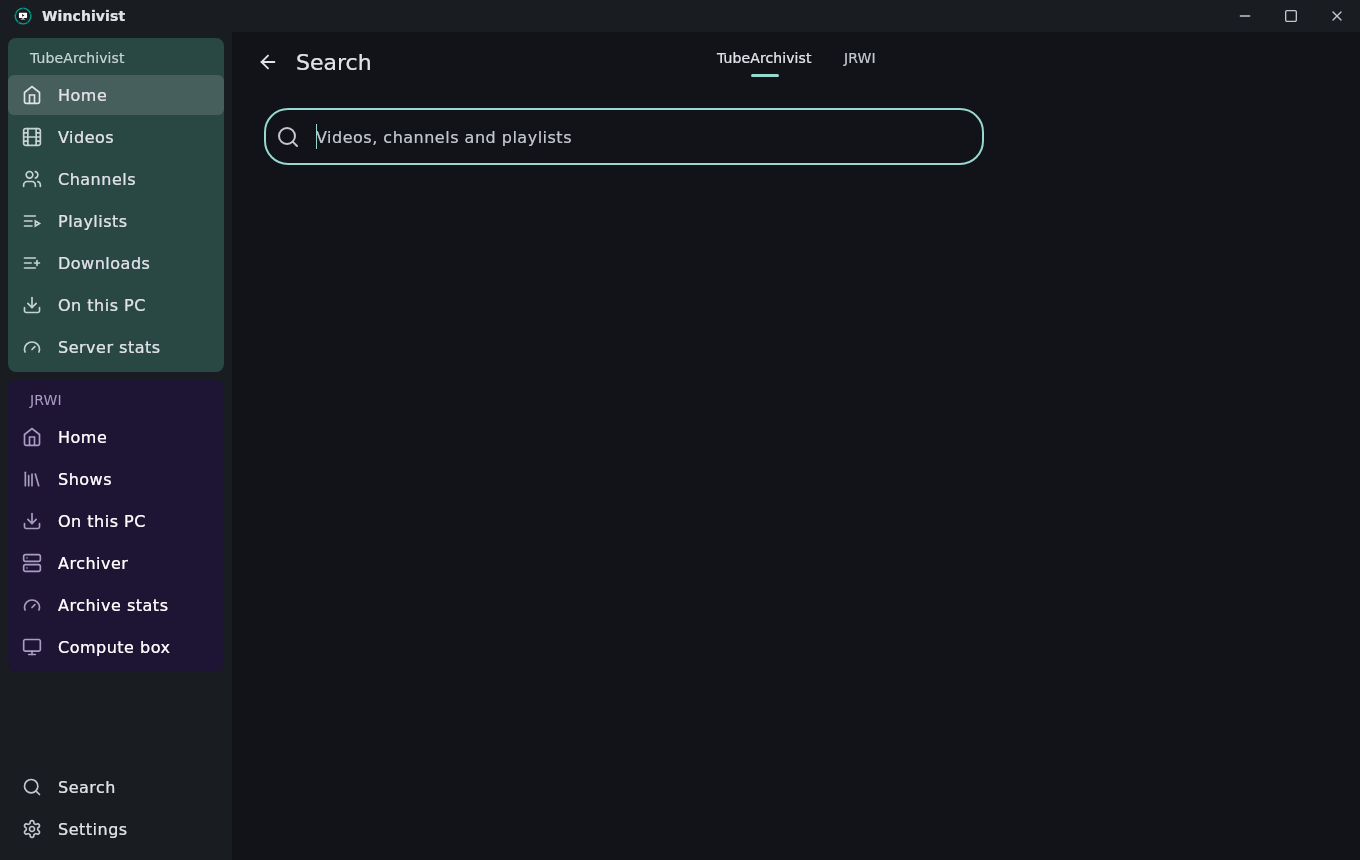 Winchivist
TubeArchivist
Home
Videos
Channels
Playlists
Downloads
On this PC
Server stats
JRWI
Home
Shows
On this PC
Archiver
Archive stats
Compute box
Search
Settings
Search
TubeArchivist
JRWI
Videos, channels and playlists